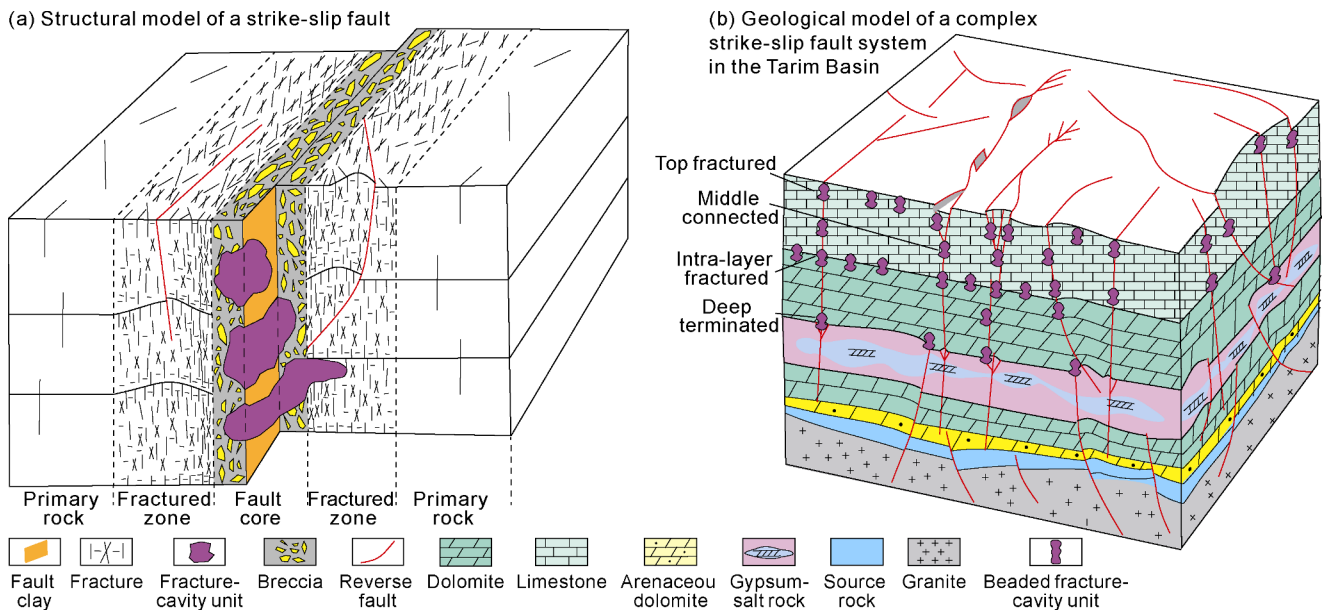 (a) Structural model of a strike-slip fault
(b) Geological model of a complex
strike-slip fault system
in the Tarim Basin
Top fractured
Middle
connected
Intra-layer
fractured
Deep
terminated
Primary
rock
Fractured
zone
Fault
core
Fractured
zone
Primary
rock
Fault
clay
Fracture
Fracture-
cavity unit
Breccia
Reverse
fault
Dolomite
Limestone
Arenaceou
dolomite
Gypsum-
salt rock
Source
rock
Granite
Beaded fracture-
cavity unit